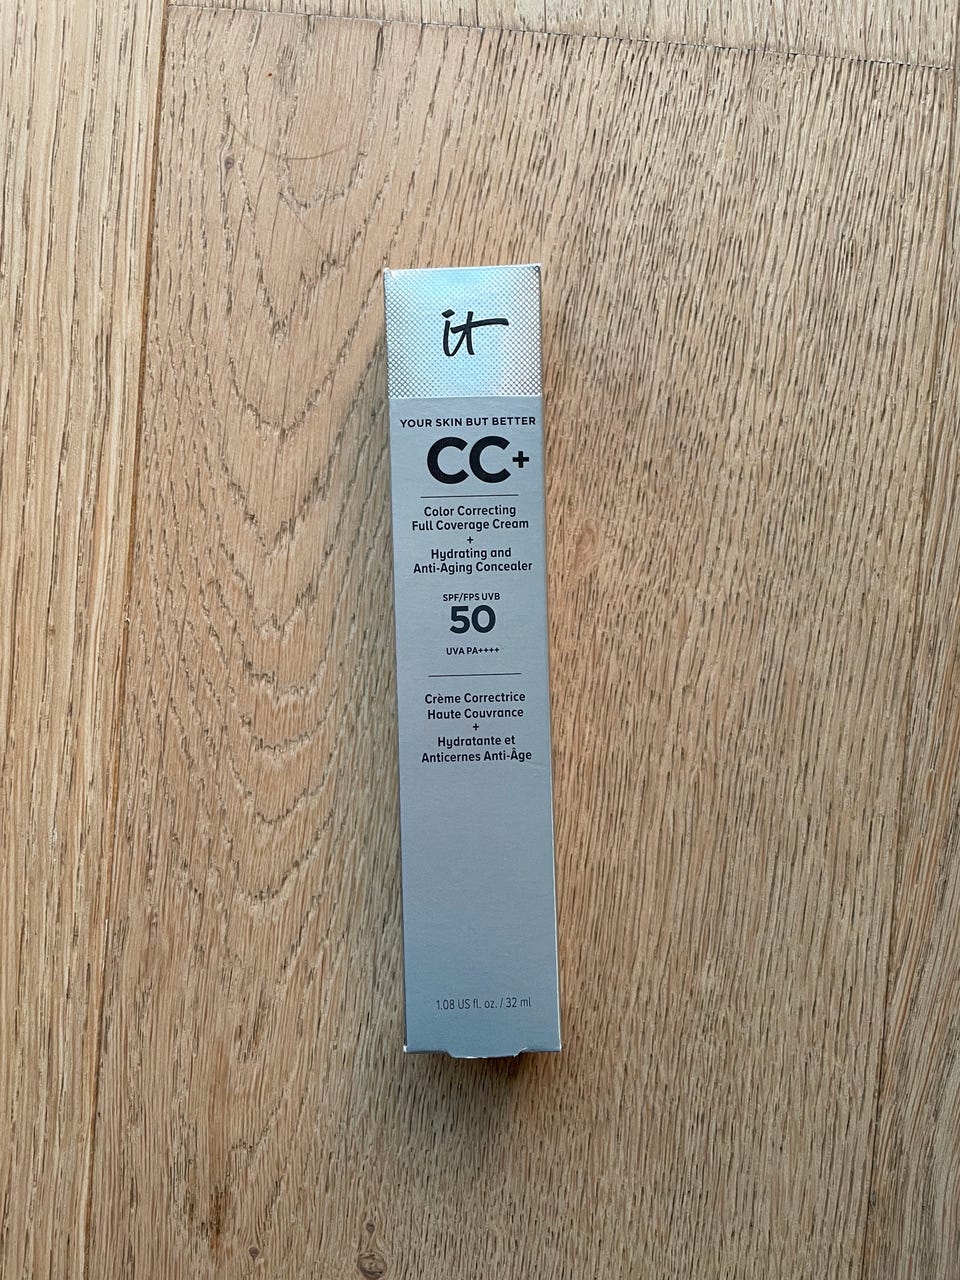 it
YOUR SKIN BUT BETTER
CC+
Color Correcting
Full Coverage Cream
+
Hydrating and
Anti-Aging Concealer
SPF/FPS UVB
50
UVA PA++++
Crème Correctrice
Haute Couvrance
+
Hydratante et
Anticernes Anti-Âge
1.08 US fl. oz. / 32 ml